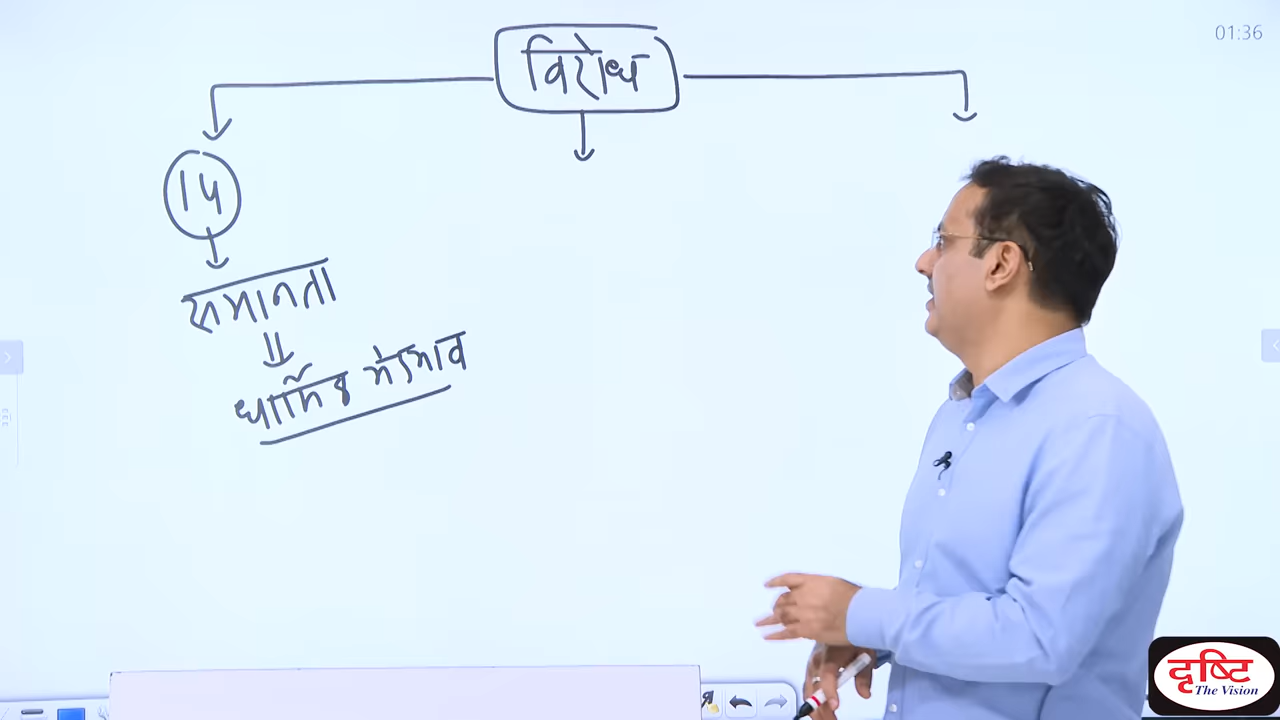 01:36
विरोध
14
समानता
धार्मिक भेदभाव
दृष्टि
The Vision